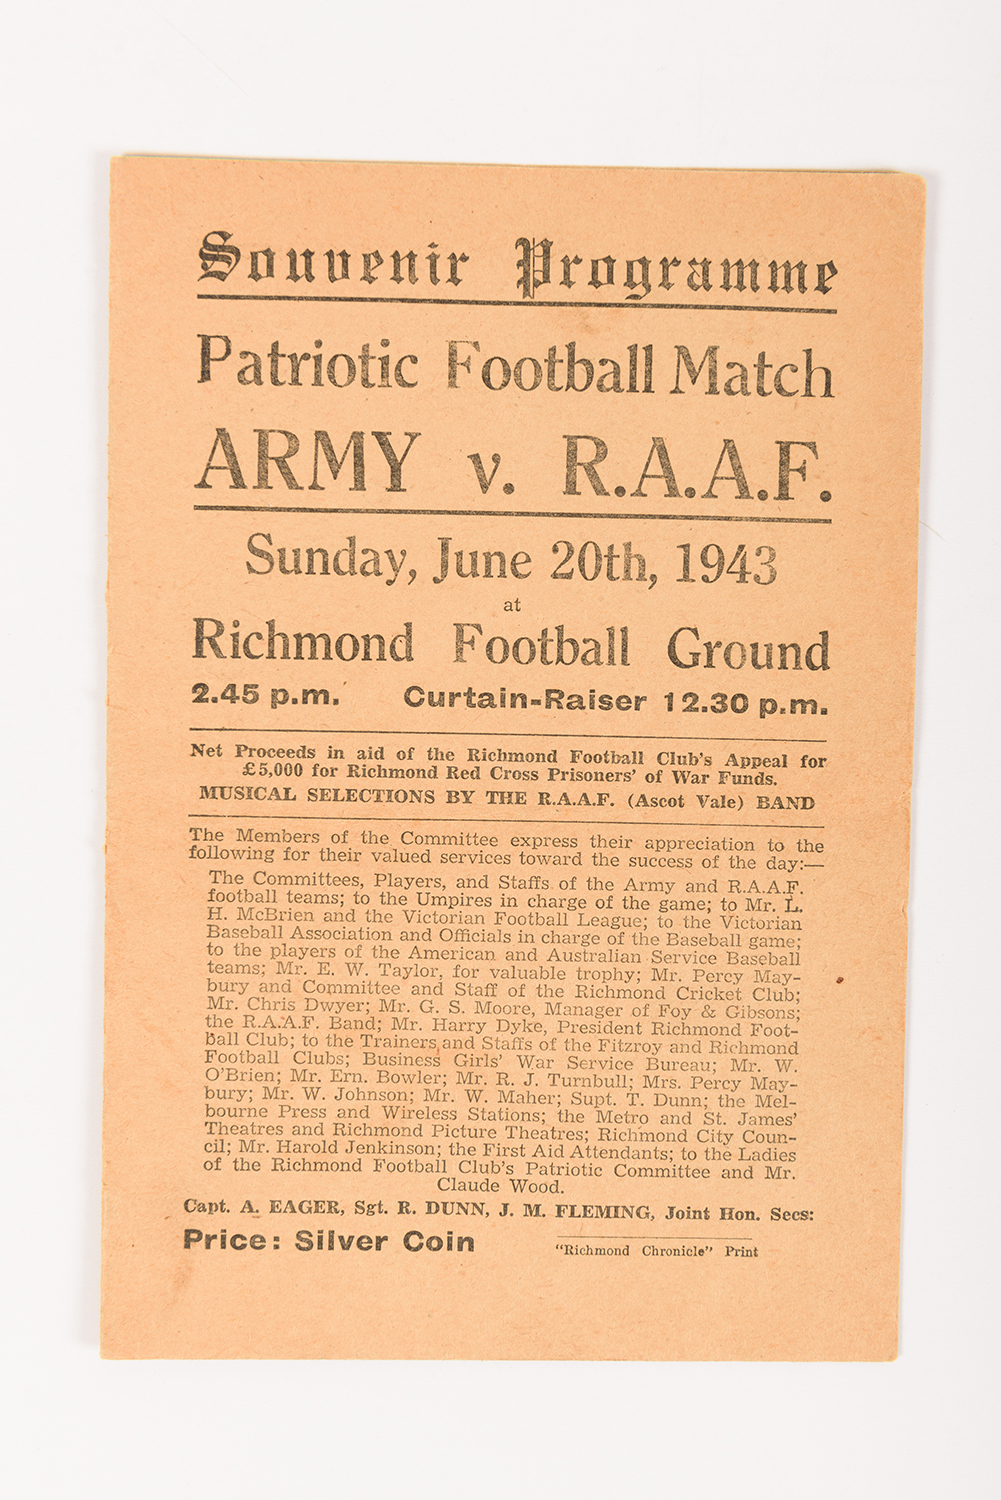 Souvenir Programme
Patriotic Football Match
ARMY v. R.A.A.F.
Sunday, June 20th, 1943
at
Richmond Football Ground
2.45 p.m. Curtain-Raiser 12.30 p.m.
Net Proceeds in aid of the Richmond Football Club's Appeal for
£5,000 for Richmond Red Cross Prisoners' of War Funds.
MUSICAL SELECTIONS BY THE R.A.A.F. (Ascot Vale) BAND
The Members of the Committee express their appreciation to the
following for their valued services toward the success of the day:—
The Committees, Players, and Staffs of the Army and R.A.A.F.
football teams; to the Umpires in charge of the game; to Mr. L.
H. McBrien and the Victorian Football League; to the Victorian
Baseball Association and Officials in charge of the Baseball game;
to the players of the American and Australian Service Baseball
teams; Mr. E. W. Taylor, for valuable trophy; Mr. Percy May-
bury and Committee and Staff of the Richmond Cricket Club;
Mr. Chris Dwyer; Mr. G. S. Moore, Manager of Foy & Gibsons;
the R.A.A.F. Band; Mr. Harry Dyke, President Richmond Foot-
ball Club; to the Trainers and Staffs of the Fitzroy and Richmond
Football Clubs; Business Girls' War Service Bureau; Mr. W.
O'Brien; Mr. Ern. Bowler; Mr. R. J. Turnbull; Mrs. Percy May-
bury; Mr. W. Johnson; Mr. W. Maher; Supt. T. Dunn; the Mel-
bourne Press and Wireless Stations; the Metro and St. James'
Theatres and Richmond Picture Theatres; Richmond City Coun-
cil; Mr. Harold Jenkinson; the First Aid Attendants; to the Ladies
of the Richmond Football Club's Patriotic Committee and Mr.
Claude Wood.
Capt. A. EAGER, Sgt. R. DUNN, J. M. FLEMING, Joint Hon. Secs:
Price: Silver Coin
"Richmond Chronicle" Print